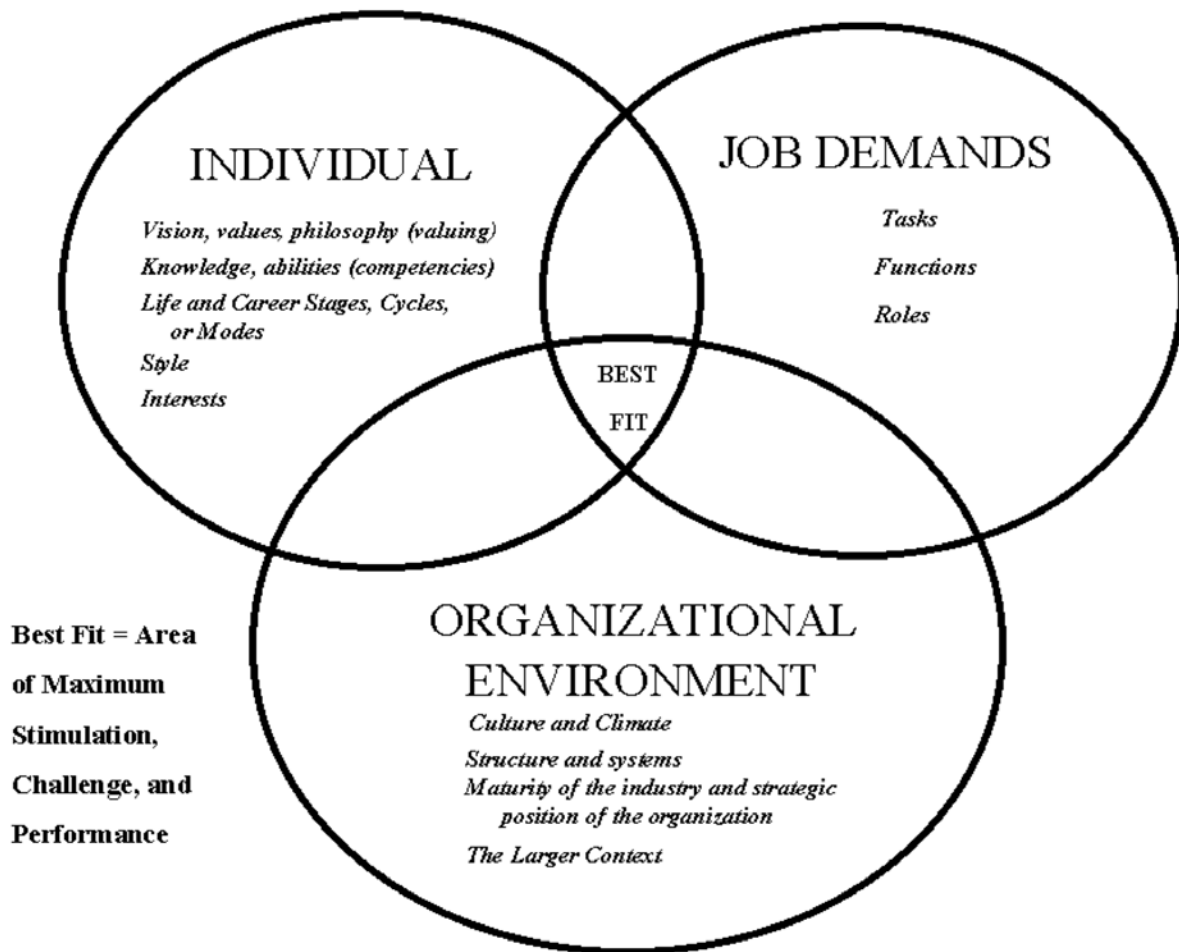 INDIVIDUAL
Vision, values, philosophy (valuing)
Knowledge, abilities (competencies)
Life and Career Stages, Cycles,
or Modes
Style
Interests
JOB DEMANDS
Tasks
Functions
Roles
BEST
FIT
ORGANIZATIONAL
ENVIRONMENT
Culture and Climate
Structure and systems
Maturity of the industry and strategic
position of the organization
The Larger Context
Best Fit = Area
of Maximum
Stimulation,
Challenge, and
Performance